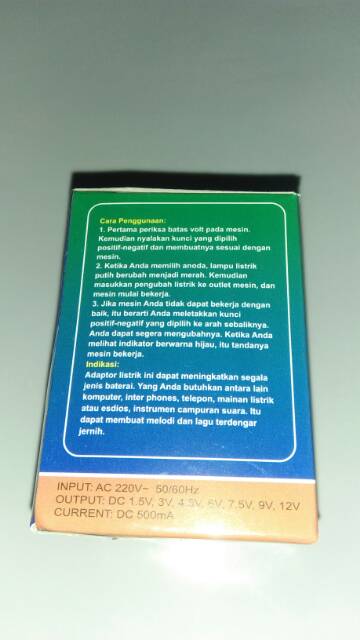 Cara Penggunaan:
1. Pertama periksa batas volt pada mesin.
Kemudian nyalakan kunci yang dipilih
positif-negatif dan membuatnya sesuai dengan
mesin.
2. Ketika Anda memilih anoda, lampu listrik
putih berubah menjadi merah. Kemudian
masukkan pengubah listrik ke outlet mesin, dan
mesin mulai bekerja.
3. Jika mesin Anda tidak dapat bekerja dengan
baik, itu berarti Anda meletakkan kunci
positif-negatif yang dipilih ke arah sebaliknya.
Anda dapat segera mengubahnya. Ketika Anda
melihat indikator berwarna hijau, itu tandanya
mesin bekerja.
Indikasi:
Adaptor listrik ini dapat meningkatkan segala
jenis baterai. Yang Anda butuhkan antara lain
komputer, inter phones, telepon, mainan listrik
atau esdios, instrumen campuran suara. Itu
dapat membuat melodi dan lagu terdengar
jernih.
INPUT: AC 220V~ 50/60Hz
OUTPUT: DC 1.5V, 3V, 4.5V, 6V, 7.5V, 9V, 12V
CURRENT: DC 500mA